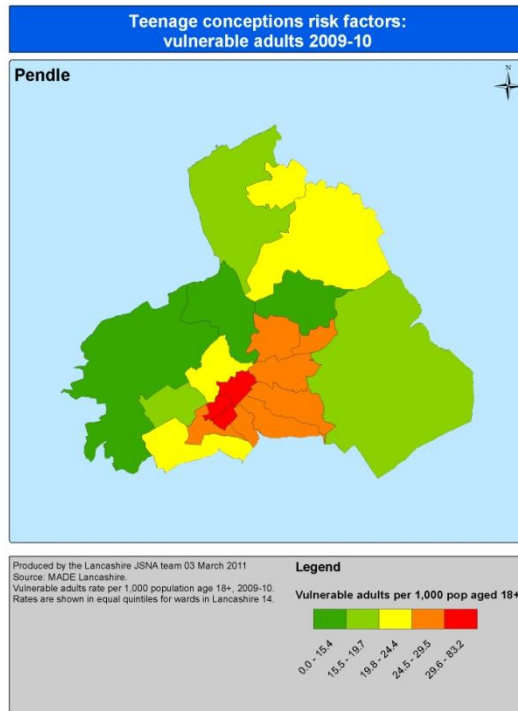 Teenage conceptions risk factors:
vulnerable adults 2009-10
Pendle
N
Produced by the Lancashire JSNA team 03 March 2011
Source: MADE Lancashire.
Vulnerable adults rate per 1,000 population age 18+, 2009-10.
Rates are shown in equal quintiles for wards in Lancashire 14.
Legend
Vulnerable adults per 1,000 pop aged 18+
0.0 - 15.4
15.5 - 19.7
19.8 - 24.4
24.5 - 29.5
29.6 - 83.2